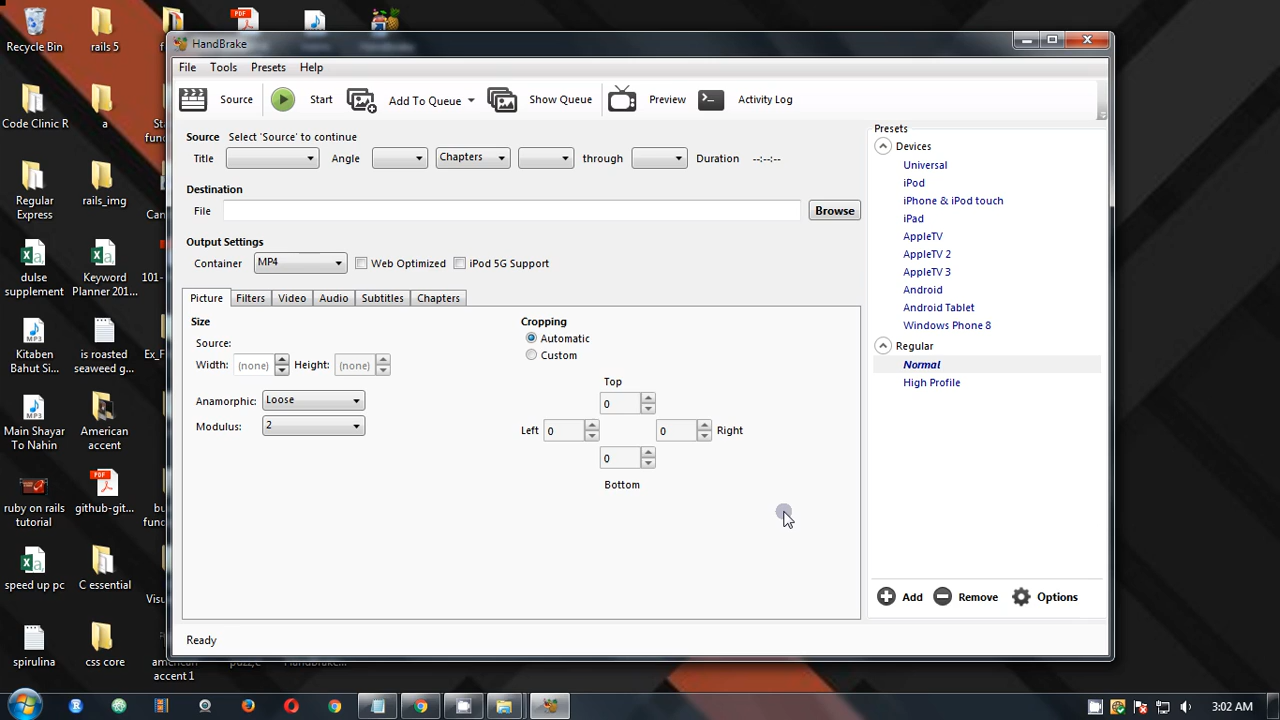 HandBrake
File Tools Presets Help
Source Start Add To Queue Show Queue Preview Activity Log
Source Select 'Source' to continue
Title Angle Chapters through Duration --:--:--
Destination
File Browse
Output Settings
Container MP4 Web Optimized iPod 5G Support
Picture Filters Video Audio Subtitles Chapters
Size
Source:
Width: (none) Height: (none)
Anamorphic: Loose
Modulus: 2
Cropping
Automatic
Custom
Top
0
Left 0 0 Right
0
Bottom
Ready
Presets
Devices
Universal
iPod
iPhone & iPod touch
iPad
AppleTV
AppleTV 2
AppleTV 3
Android
Android Tablet
Windows Phone 8
Regular
Normal
High Profile
Add Remove Options
Recycle Bin
rails 5
Code Clinic R
a
Regular
Express
rails_img
dulse
supplement
Keyword
Planner 201...
101-
Kitaben
Bahut Si...
is roasted
seaweed g...
Ex_F
Main Shayar
To Nahin
American
accent
ruby on rails
tutorial
github-git...
speed up pc
C essential
spirulina
css core
accent 1
3:02 AM